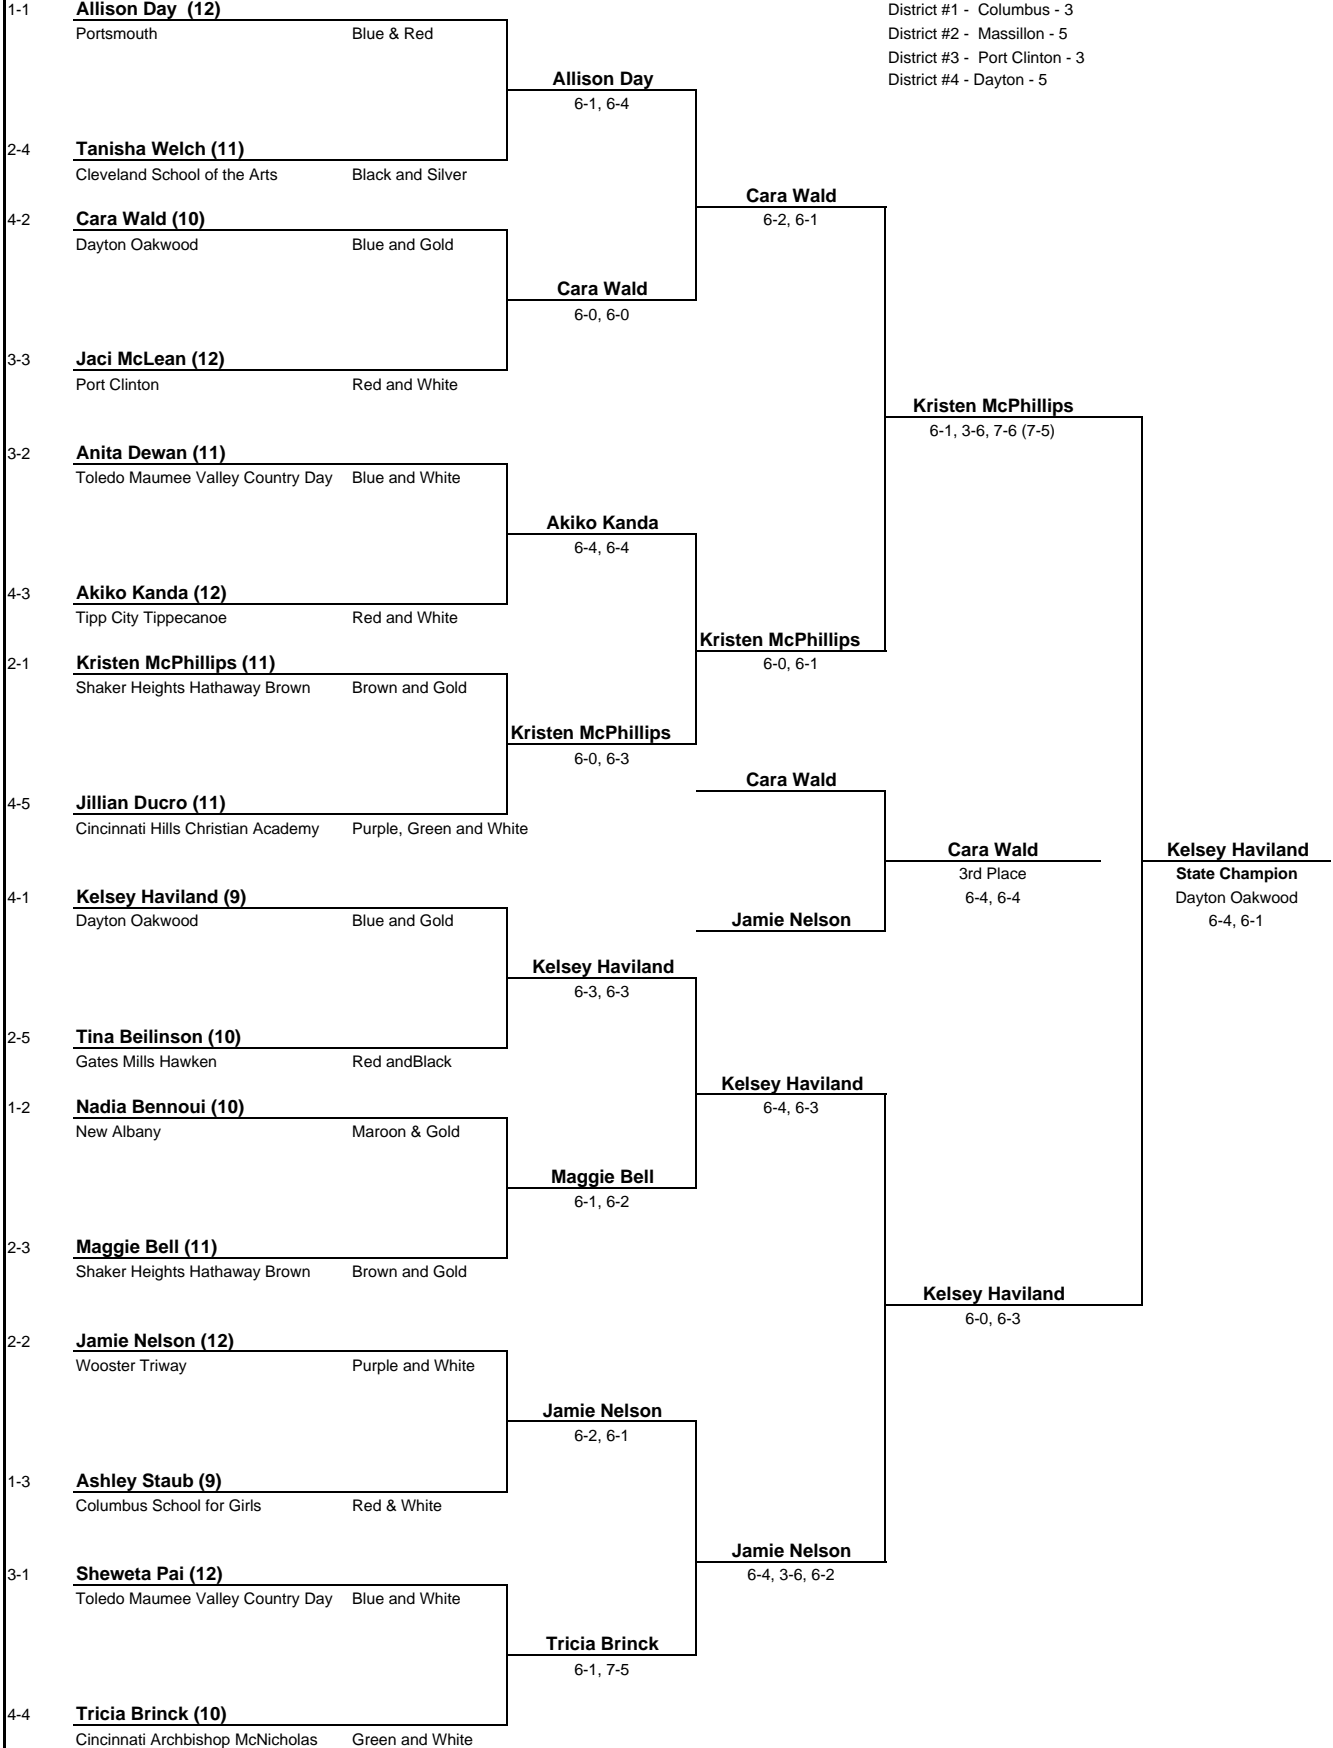 1-1 Allison Day (12) District #1 - Columbus - 3
Portsmouth Blue & Red District #2 - Massillon - 5
District #3 - Port Clinton - 3
Allison Day District #4 - Dayton - 5
6-1, 6-4
2-4 Tanisha Welch (11)
Cleveland School of the Arts Black and Silver
Cara Wald
4-2 Cara Wald (10) 6-2, 6-1
Dayton Oakwood Blue and Gold
Cara Wald
6-0, 6-0
3-3 Jaci McLean (12)
Port Clinton Red and White
Kristen McPhillips
6-1, 3-6, 7-6 (7-5)
3-2 Anita Dewan (11)
Toledo Maumee Valley Country Day Blue and White
Akiko Kanda
6-4, 6-4
4-3 Akiko Kanda (12)
Tipp City Tippecanoe Red and White
Kristen McPhillips
2-1 Kristen McPhillips (11) 6-0, 6-1
Shaker Heights Hathaway Brown Brown and Gold
Kristen McPhillips
6-0, 6-3
Cara Wald
4-5 Jillian Ducro (11)
Cincinnati Hills Christian Academy Purple, Green and White
Cara Wald Kelsey Haviland
3rd Place State Champion
4-1 Kelsey Haviland (9) 6-4, 6-4 Dayton Oakwood
Dayton Oakwood Blue and Gold Jamie Nelson 6-4, 6-1
Kelsey Haviland
6-3, 6-3
2-5 Tina Beilinson (10)
Gates Mills Hawken Red andBlack
Kelsey Haviland
1-2 Nadia Bennoui (10) 6-4, 6-3
New Albany Maroon & Gold
Maggie Bell
6-1, 6-2
2-3 Maggie Bell (11)
Shaker Heights Hathaway Brown Brown and Gold
Kelsey Haviland
6-0, 6-3
2-2 Jamie Nelson (12)
Wooster Triway Purple and White
Jamie Nelson
6-2, 6-1
1-3 Ashley Staub (9)
Columbus School for Girls Red & White
Jamie Nelson
3-1 Sheweta Pai (12) 6-4, 3-6, 6-2
Toledo Maumee Valley Country Day Blue and White
Tricia Brinck
6-1, 7-5
4-4 Tricia Brinck (10)
Cincinnati Archbishop McNicholas Green and White